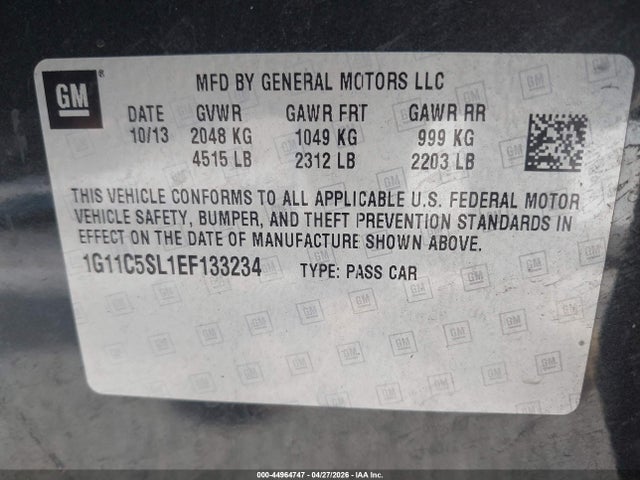 GM ®
MFD BY GENERAL MOTORS LLC
DATE GVWR GAWR FRT GAWR RR
10/13 2048 KG 1049 KG 999 KG
4515 LB 2312 LB 2203 LB
THIS VEHICLE CONFORMS TO ALL APPLICABLE U.S. FEDERAL MOTOR
VEHICLE SAFETY, BUMPER, AND THEFT PREVENTION STANDARDS IN
EFFECT ON THE DATE OF MANUFACTURE SHOWN ABOVE.
1G11C5SL1EF133234 TYPE: PASS CAR
000-44964747 - 04/27/2026 - IAA Inc.